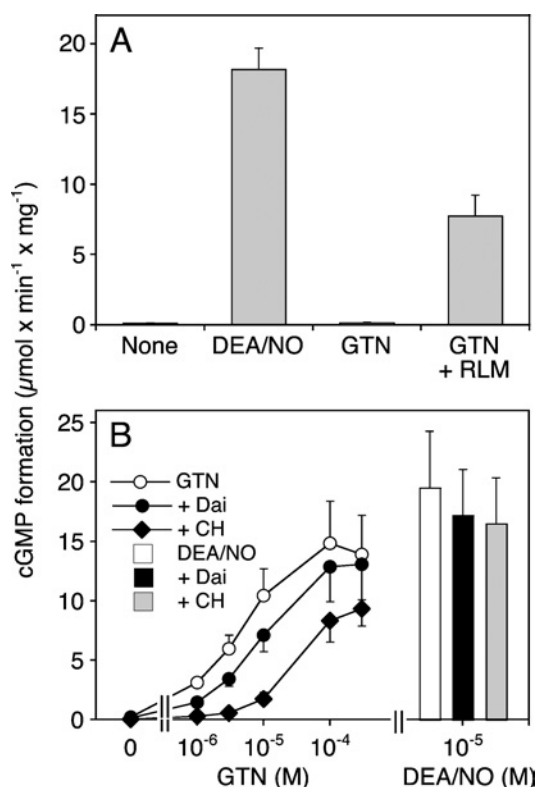 A
cGMP formation (µmol x min⁻¹ x mg⁻¹)
20
15
10
5
0
None DEA/NO GTN GTN
+ RLM
B
25
20
15
10
5
0
GTN
+ Dai
+ CH
DEA/NO
+ Dai
+ CH
0 10⁻⁶ 10⁻⁵ 10⁻⁴ 10⁻⁵
GTN (M) DEA/NO (M)